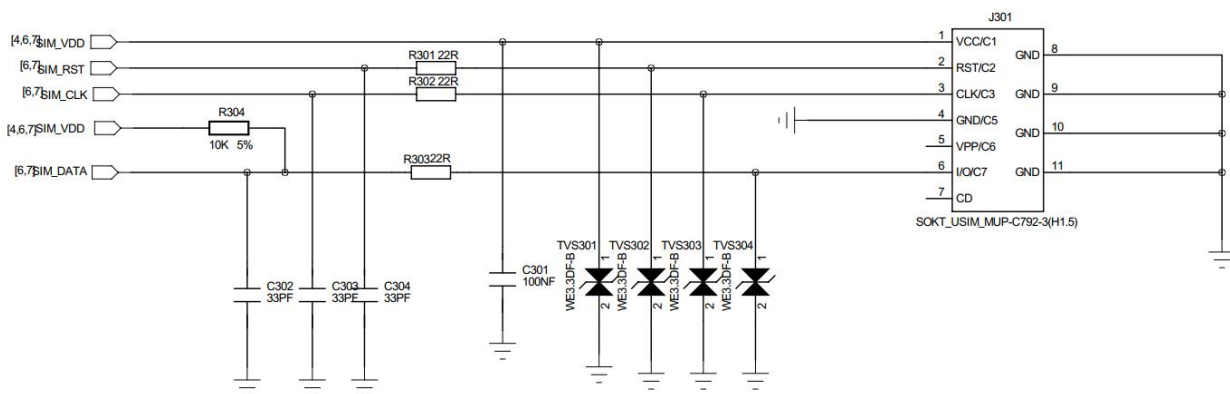 J301
[4,6,7] SIM_VDD
1 VCC/C1
GND 8
[6,7] SIM_RST
R301 22R
2 RST/C2
[6,7] SIM_CLK
R302 22R
3 CLK/C3
GND 9
[4,6,7] SIM_VDD
R304
10K 5%
4 GND/C5
GND 10
5 VPP/C6
[6,7] SIM_DATA
R303 22R
6 I/O/C7
GND 11
7 CD
SOKT_USIM_MUP-C792-3(H1.5)
C302
33PF
C303
33PF
C304
33PF
C301
100NF
TVS301
WE3.3DF-B
1
2
TVS302
WE3.3DF-B
1
2
TVS303
WE3.3DF-B
1
2
TVS304
WE3.3DF-B
1
2